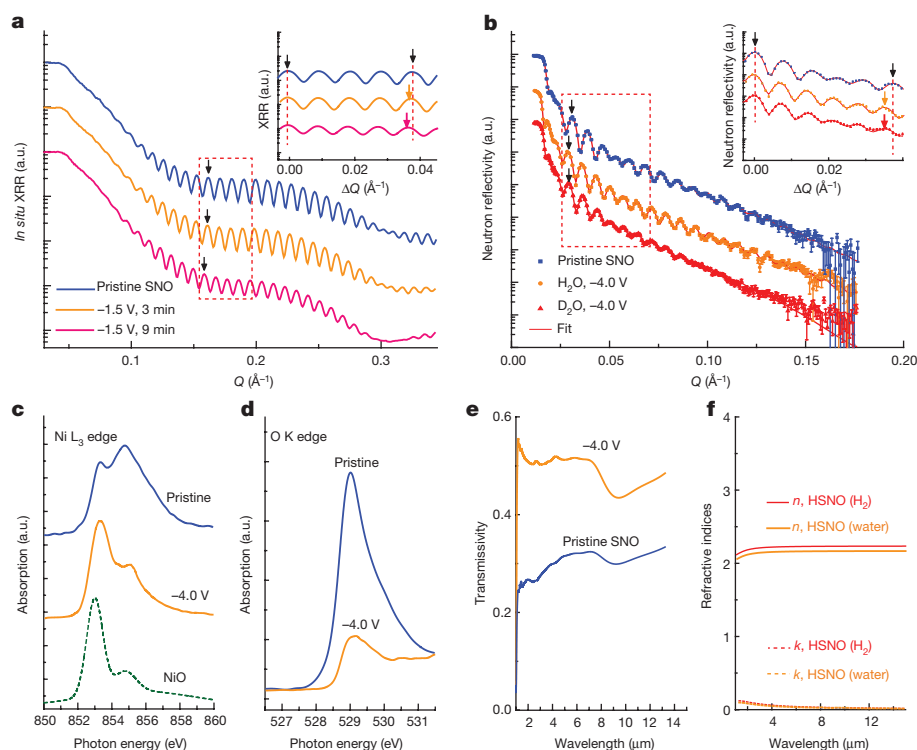 a
In situ XRR (a.u.)
0.1
0.2
0.3
Q (Å⁻¹)
Pristine SNO
−1.5 V, 3 min
−1.5 V, 9 min
XRR (a.u.)
0.00
0.02
0.04
ΔQ (Å⁻¹)
b
Neutron reflectivity (a.u.)
0.00
0.05
0.10
0.15
0.20
Q (Å⁻¹)
Pristine SNO
H₂O, −4.0 V
D₂O, −4.0 V
Fit
Neutron reflectivity (a.u.)
0.00
0.02
0.04
ΔQ (Å⁻¹)
c
Ni L₃ edge
Absorption (a.u.)
Pristine
−4.0 V
NiO
850
852
854
856
858
860
Photon energy (eV)
d
O K edge
Absorption (a.u.)
Pristine
−4.0 V
527
528
529
530
531
Photon energy (eV)
e
Transmissivity
0.6
0.4
0.2
0.0
−4.0 V
Pristine SNO
2
4
6
8
10
12
14
Wavelength (μm)
f
Refractive indices
4
3
2
1
0
n, HSNO (H₂)
n, HSNO (water)
k, HSNO (H₂)
k, HSNO (water)
4
8
12
Wavelength (μm)